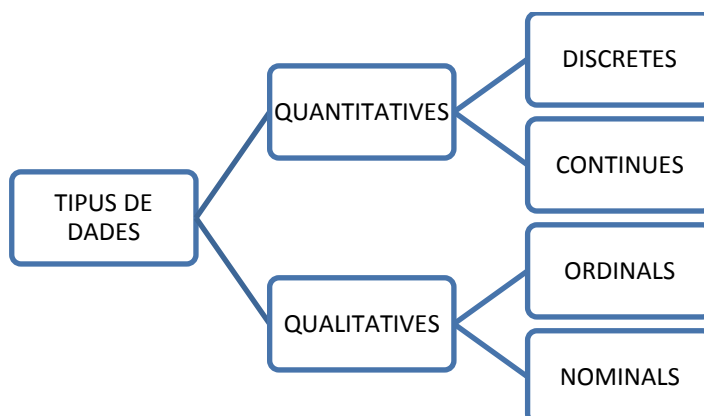 TIPUS DE
DADES
QUANTITATIVES
DISCRETES
CONTINUES
QUALITATIVES
ORDINALS
NOMINALS